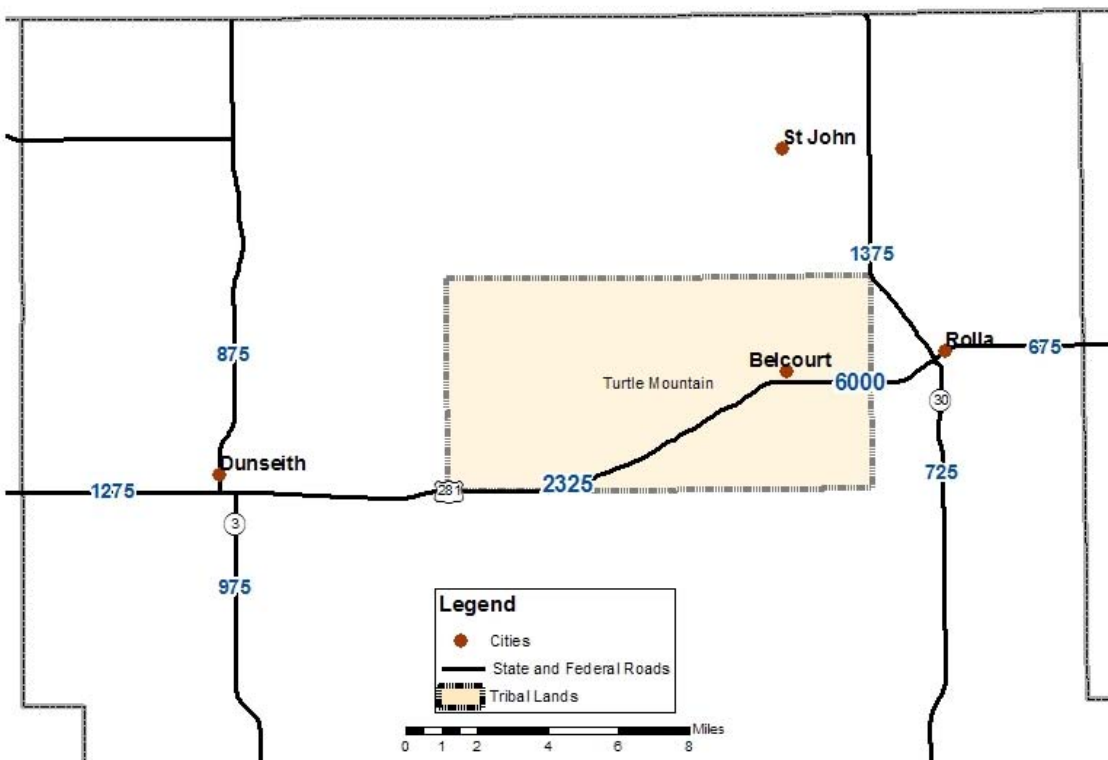 St John
1375
Rolla
675
875
Belcourt
Turtle Mountain
6000
30
Dunseith
725
1275
281
2325
3
975
Legend
Cities
State and Federal Roads
Tribal Lands
Miles
0 1 2 4 6 8